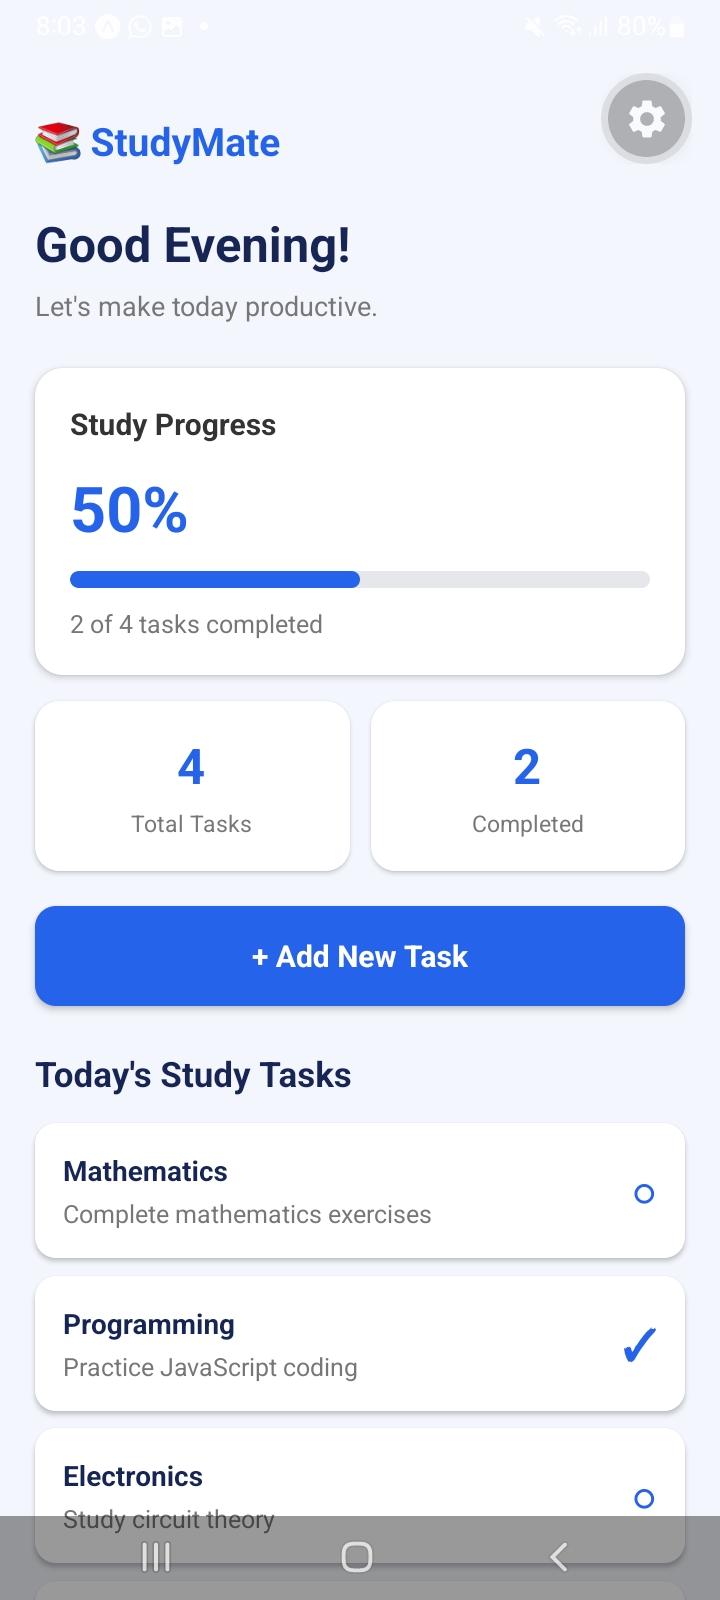 8:03
80%
📚 StudyMate
Good Evening!
Let's make today productive.
Study Progress
50%
2 of 4 tasks completed
4
Total Tasks
2
Completed
+ Add New Task
Today's Study Tasks
Mathematics
Complete mathematics exercises
Programming
Practice JavaScript coding
✓
Electronics
Study circuit theory